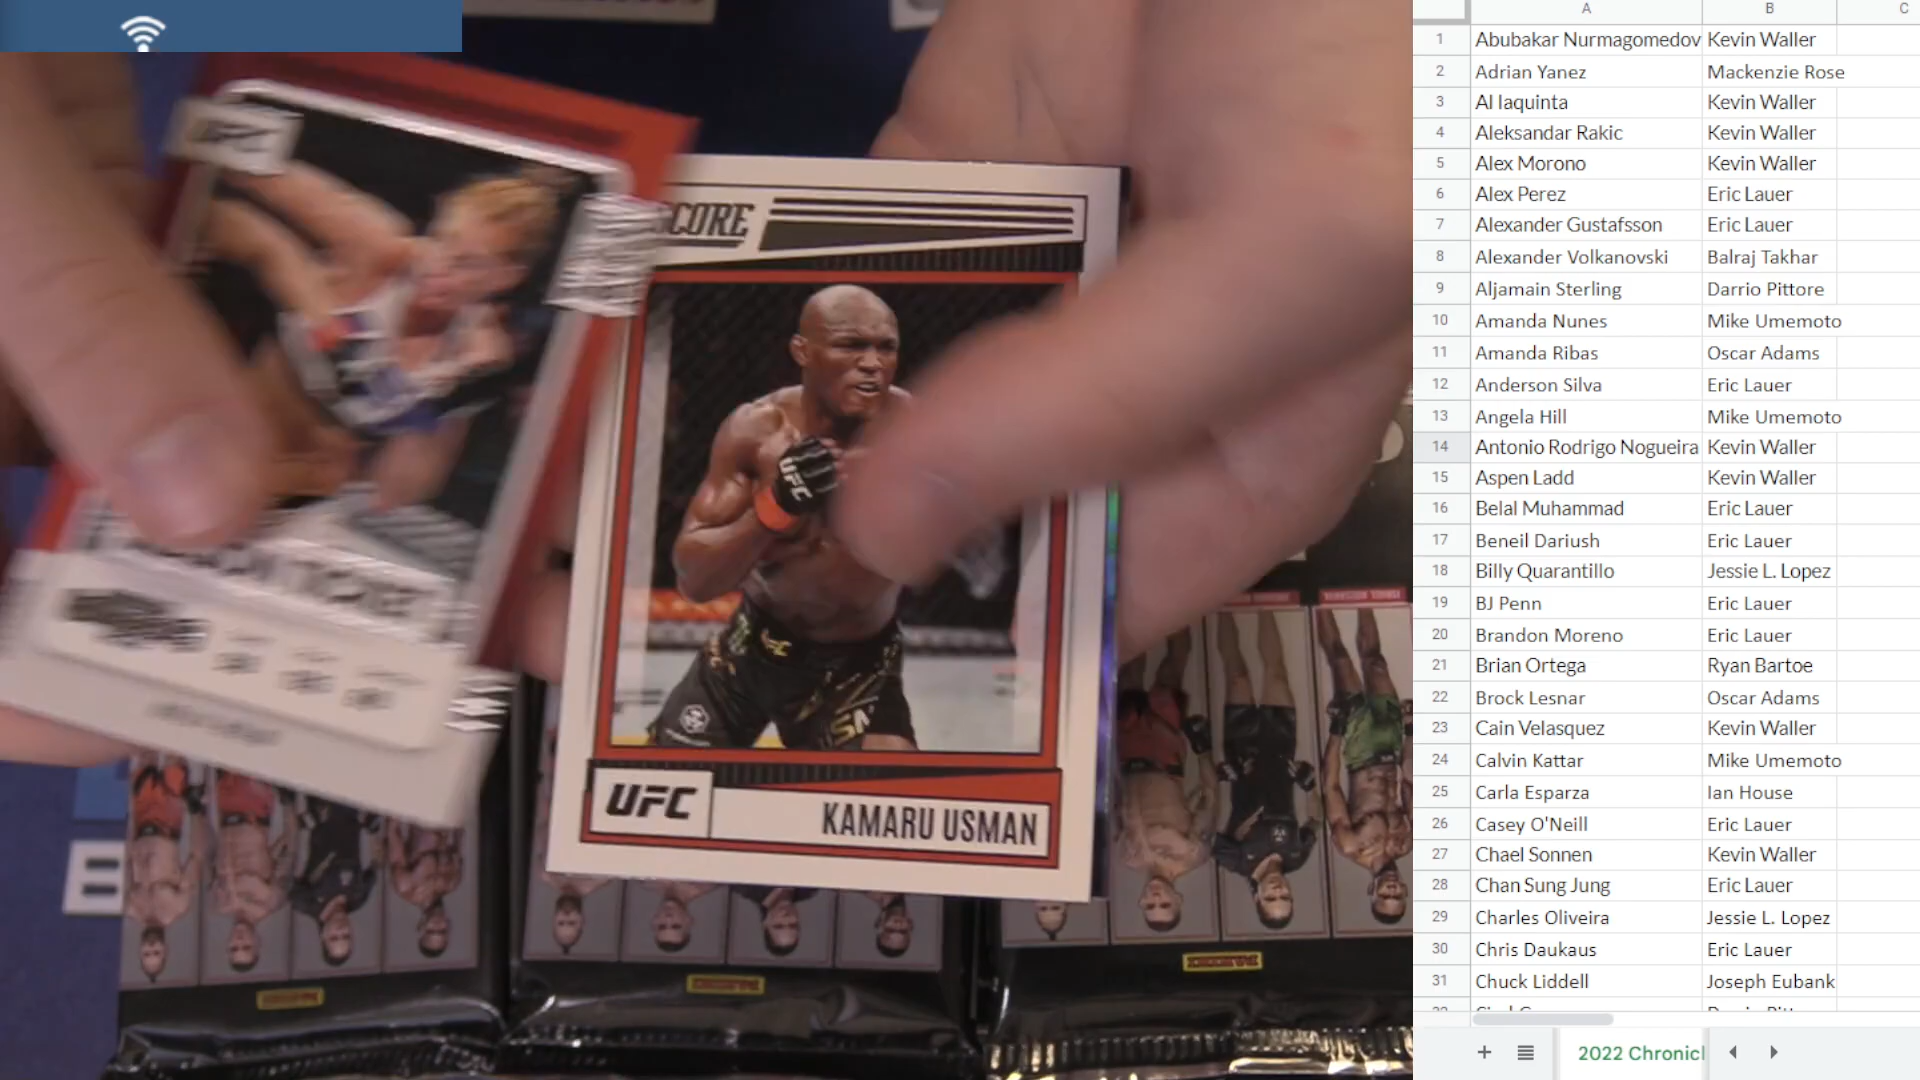 UFC
SCORE
UFC
UFC
KAMARU USMAN
PANINI
PANINI
PANINI
A B C
1 Abubakar Nurmagomedov Kevin Waller
2 Adrian Yanez Mackenzie Rose
3 Al Iaquinta Kevin Waller
4 Aleksandar Rakic Kevin Waller
5 Alex Morono Kevin Waller
6 Alex Perez Eric Lauer
7 Alexander Gustafsson Eric Lauer
8 Alexander Volkanovski Balraj Takhar
9 Aljamain Sterling Darrio Pittore
10 Amanda Nunes Mike Umemoto
11 Amanda Ribas Oscar Adams
12 Anderson Silva Eric Lauer
13 Angela Hill Mike Umemoto
14 Antonio Rodrigo Nogueira Kevin Waller
15 Aspen Ladd Kevin Waller
16 Belal Muhammad Eric Lauer
17 Beneil Dariush Eric Lauer
18 Billy Quarantillo Jessie L. Lopez
19 BJ Penn Eric Lauer
20 Brandon Moreno Eric Lauer
21 Brian Ortega Ryan Bartoe
22 Brock Lesnar Oscar Adams
23 Cain Velasquez Kevin Waller
24 Calvin Kattar Mike Umemoto
25 Carla Esparza Ian House
26 Casey O'Neill Eric Lauer
27 Chael Sonnen Kevin Waller
28 Chan Sung Jung Eric Lauer
29 Charles Oliveira Jessie L. Lopez
30 Chris Daukaus Eric Lauer
31 Chuck Liddell Joseph Eubank
2022 Chronicl